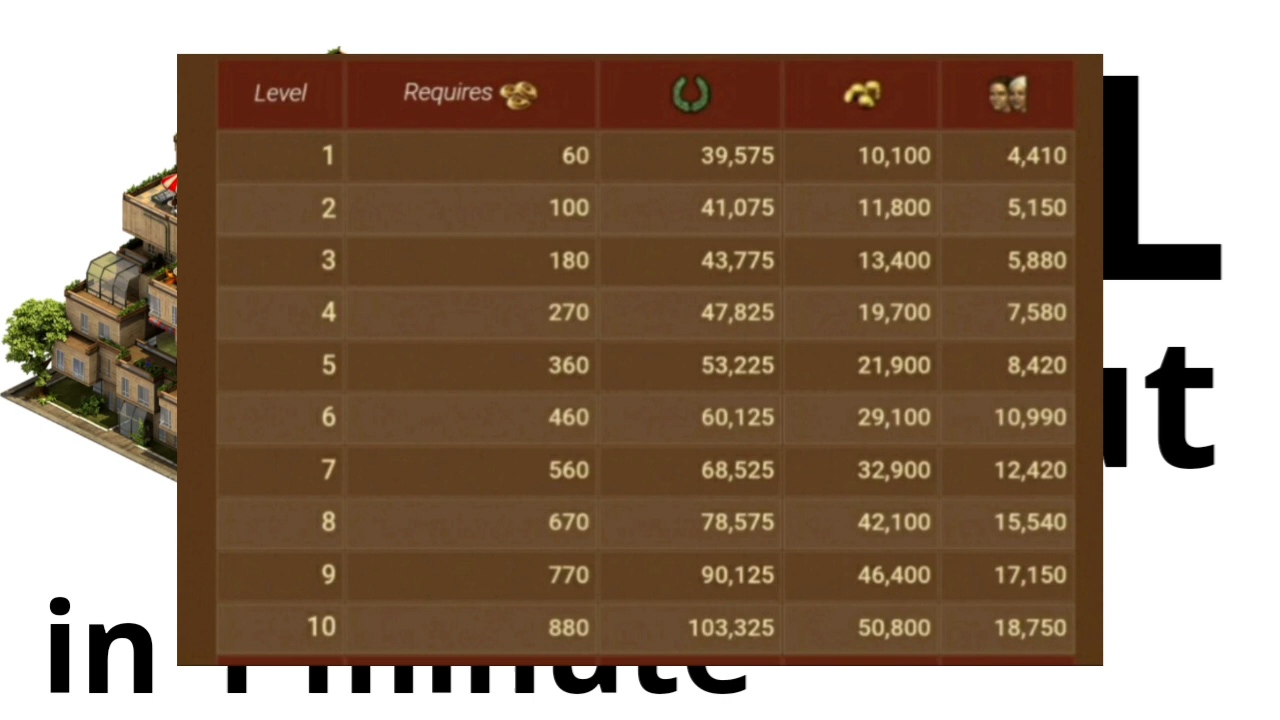 Level Requires
1 60 39,575 10,100 4,410
2 100 41,075 11,800 5,150
3 180 43,775 13,400 5,880
4 270 47,825 19,700 7,580
5 360 53,225 21,900 8,420
6 460 60,125 29,100 10,990
7 560 68,525 32,900 12,420
8 670 78,575 42,100 15,540
9 770 90,125 46,400 17,150
10 880 103,325 50,800 18,750
in 1 minute